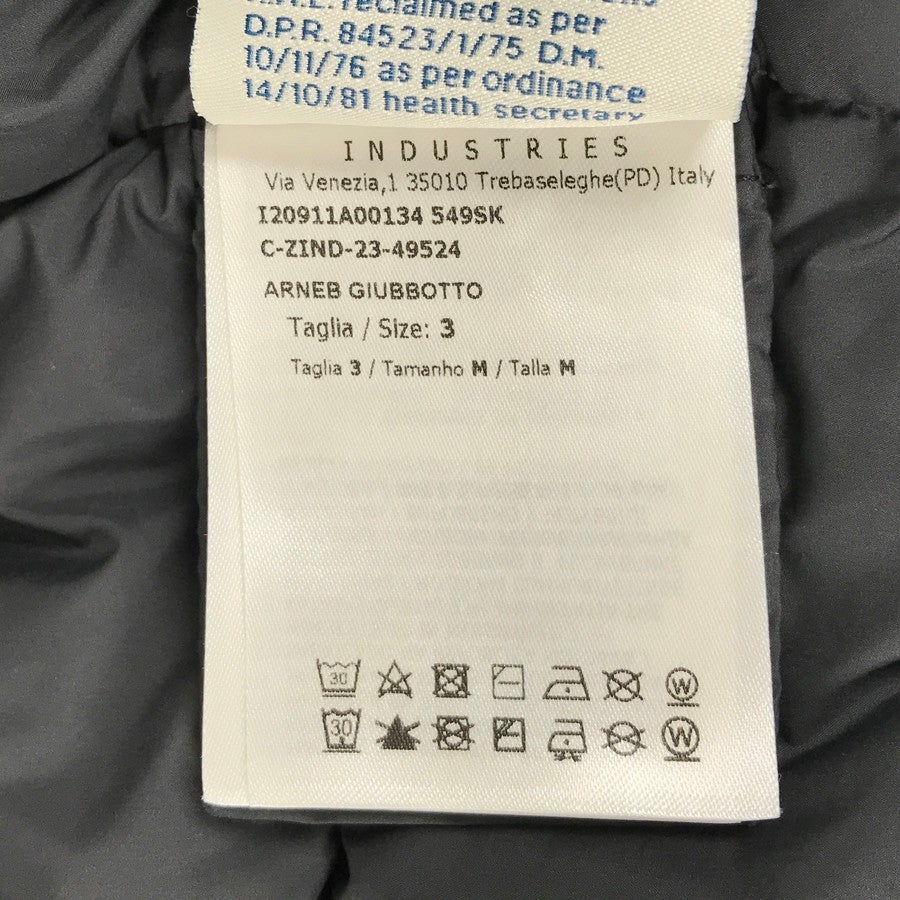 reclaimed as per
D.P.R. 84523/1/75 D.M.
10/11/76 as per ordinance
14/10/81 health secretary
INDUSTRIES
Via Venezia,1 35010 Trebaseleghe(PD) Italy
I20911A00134 549SK
C-ZIND-23-49524
ARNEB GIUBBOTTO
Taglia / Size: 3
Taglia 3 / Tamanho M / Talla M
30 W
30 W